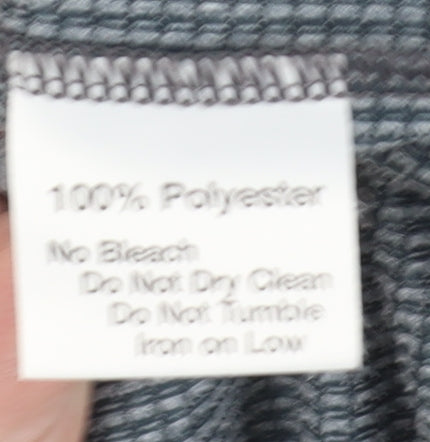 100% Polyester
No Bleach
Do Not Dry Clean
Do Not Tumble
Iron on Low